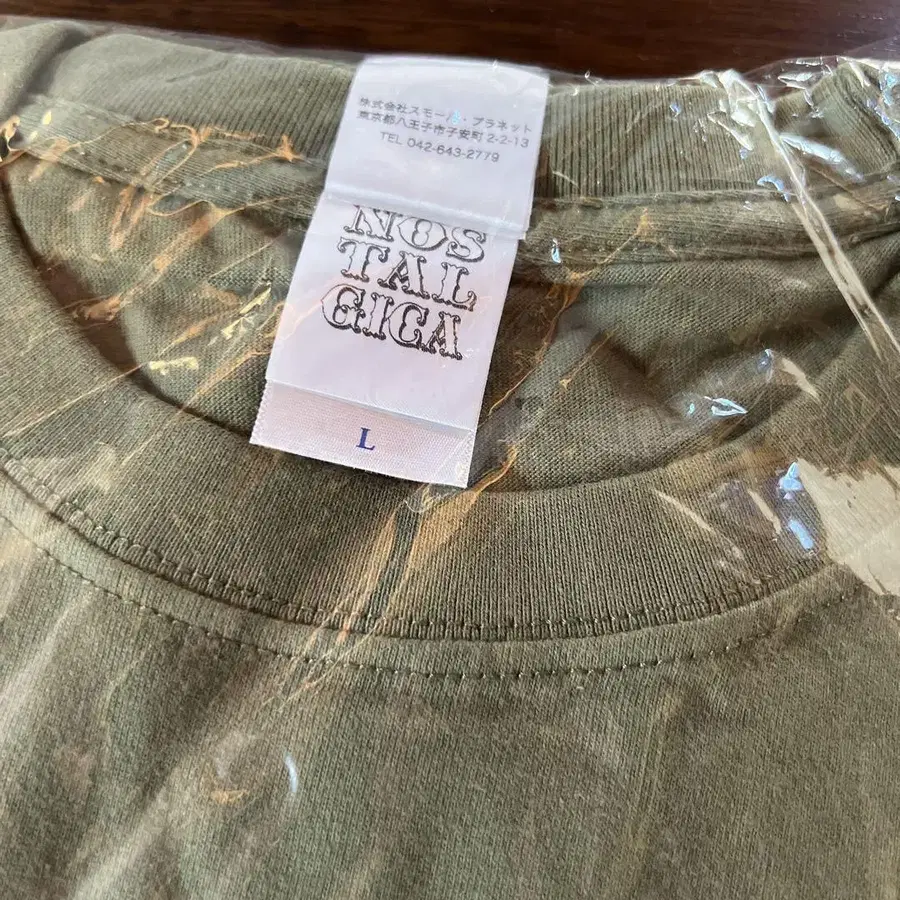 株式会社スモール・プラネット
東京都八王子市子安町2-2-13
TEL 042-643-2779
NOS
TAL
GICA
L